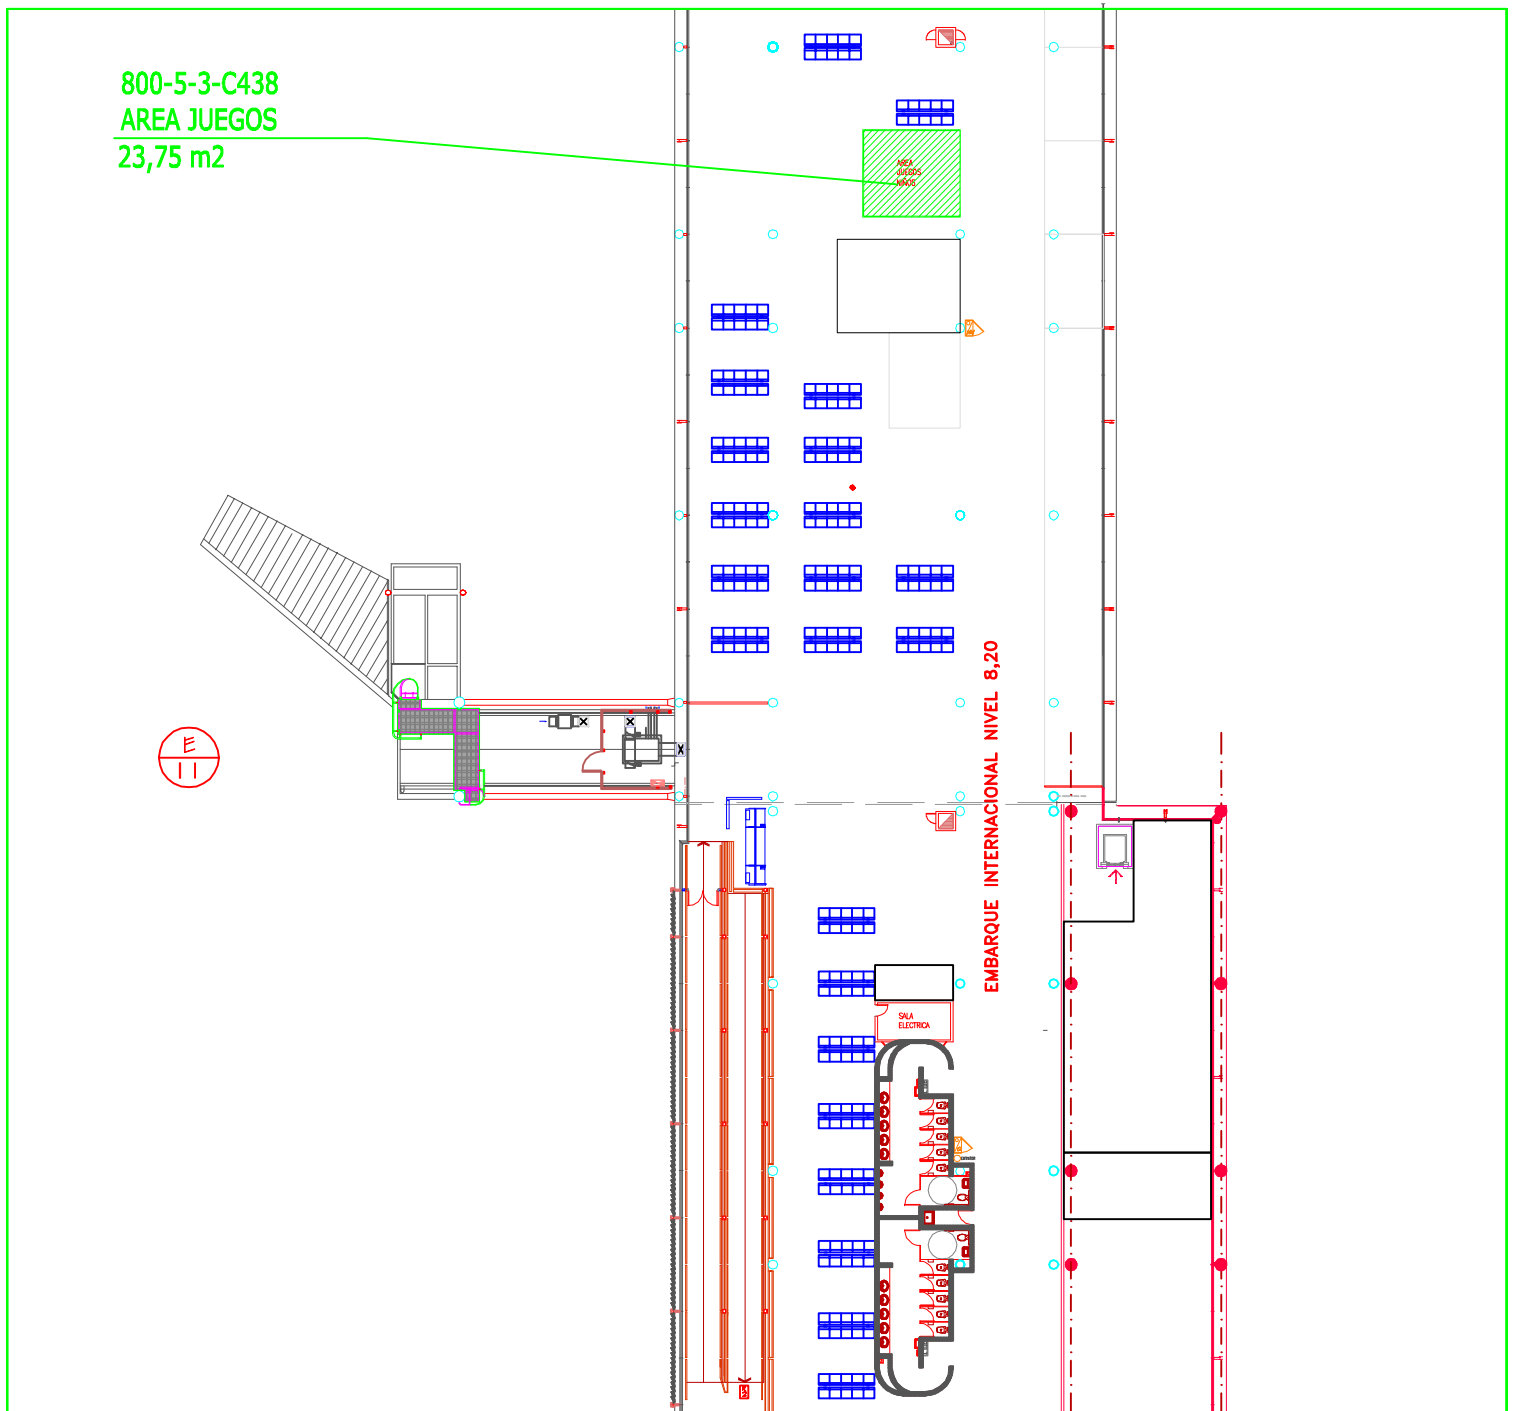 800-5-3-C438
AREA JUEGOS
23,75 m2
AREA
JUEGOS
NIÑOS
EMBARQUE INTERNACIONAL NIVEL 8,20
E
11
SALA
ELECTRICA